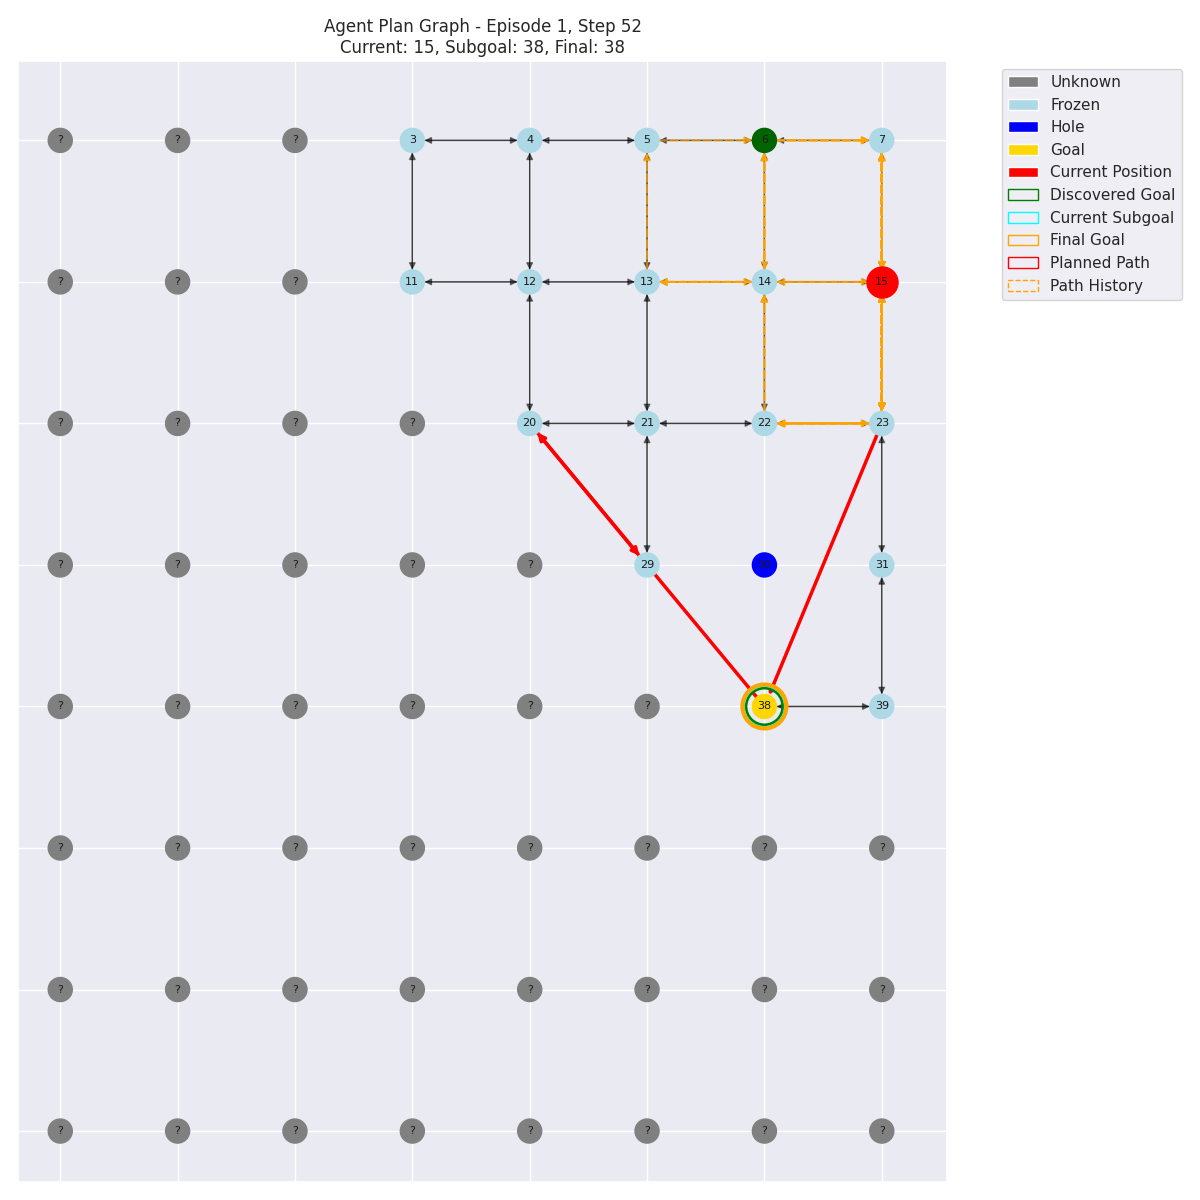 Agent Plan Graph - Episode 1, Step 52
Current: 15, Subgoal: 38, Final: 38
? ? ? 3 4 5 6 7
? ? ? 11 12 13 14 15
? ? ? ? 20 21 22 23
? ? ? ? ? 29 30 31
? ? ? ? ? ? 38 39
? ? ? ? ? ? ? ?
? ? ? ? ? ? ? ?
? ? ? ? ? ? ? ?
Unknown
Frozen
Hole
Goal
Current Position
Discovered Goal
Current Subgoal
Final Goal
Planned Path
Path History